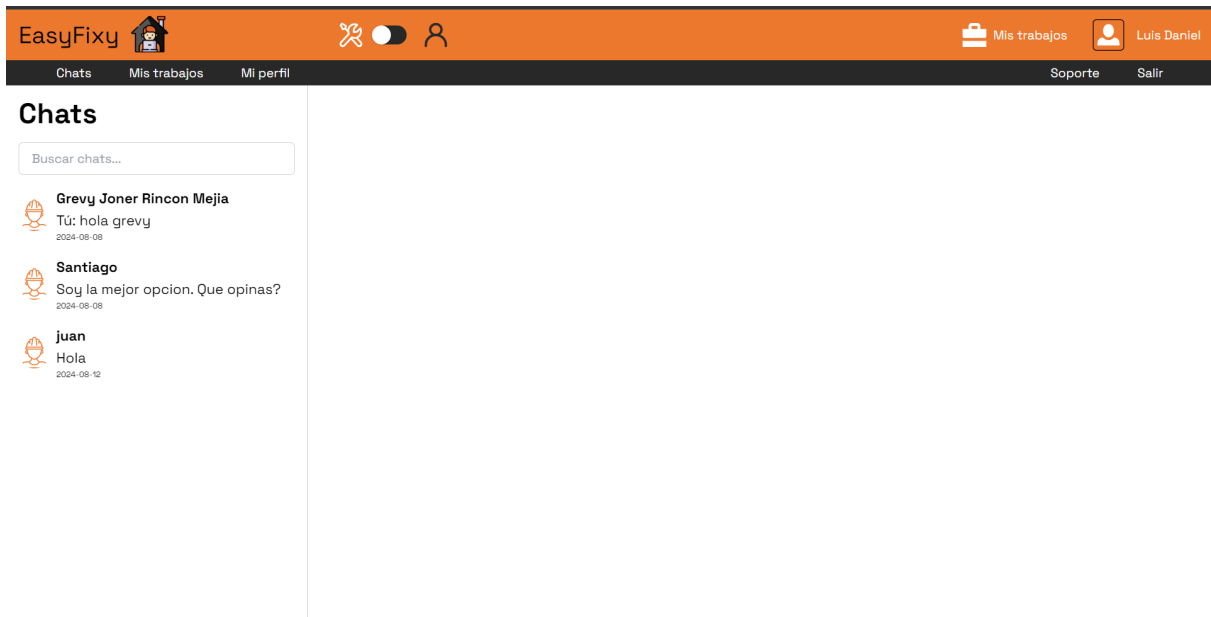 EasyFixy
Mis trabajos
Luis Daniel
Chats Mis trabajos Mi perfil Soporte Salir
Chats
Buscar chats...
Grevy Joner Rincon Mejia
Tú: hola grevy
2024-08-08
Santiago
Soy la mejor opcion. Que opinas?
2024-08-08
juan
Hola
2024-08-12